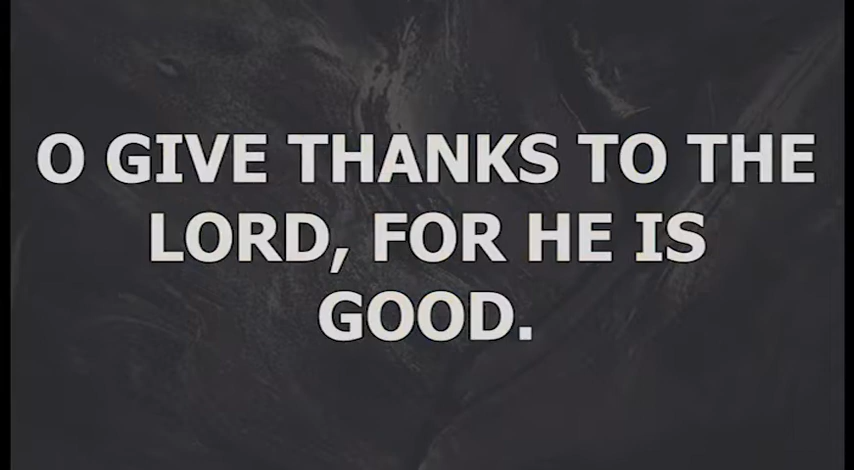 O GIVE THANKS TO THE
LORD, FOR HE IS
GOOD.